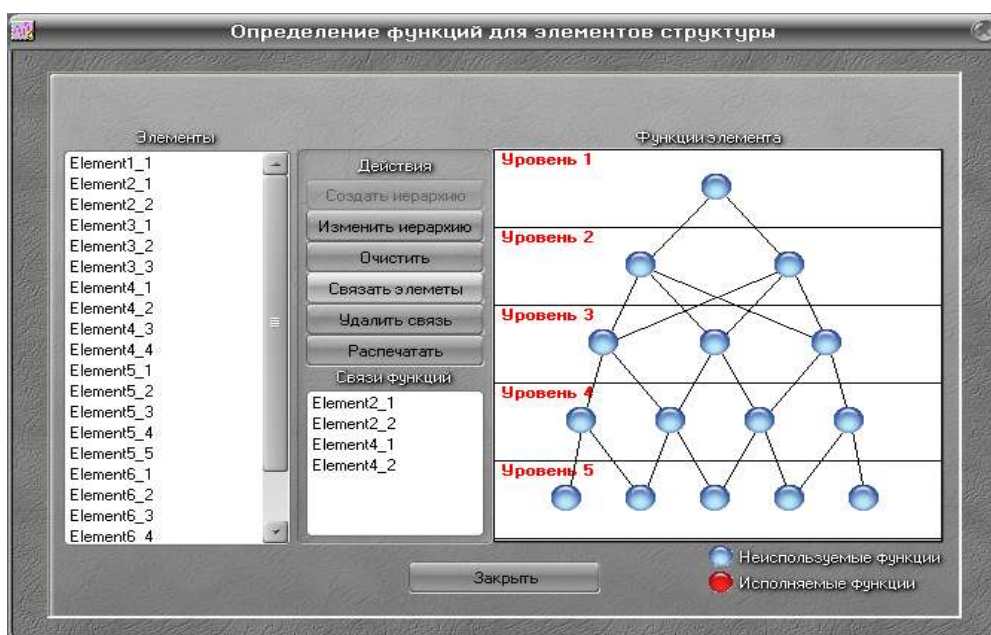 Определение функций для элементов структуры
Элементы
Element1_1
Element2_1
Element2_2
Element3_1
Element3_2
Element3_3
Element4_1
Element4_2
Element4_3
Element4_4
Element5_1
Element5_2
Element5_3
Element5_4
Element5_5
Element6_1
Element6_2
Element6_3
Element6_4
Действия
Создать иерархию
Изменить иерархию
Очистить
Связать элеметы
Удалить связь
Распечатать
Связи функций
Element2_1
Element2_2
Element4_1
Element4_2
Функции элемента
Уровень 1
Уровень 2
Уровень 3
Уровень 4
Уровень 5
Неиспользуемые функции
Исполняемые функции
Закрыть